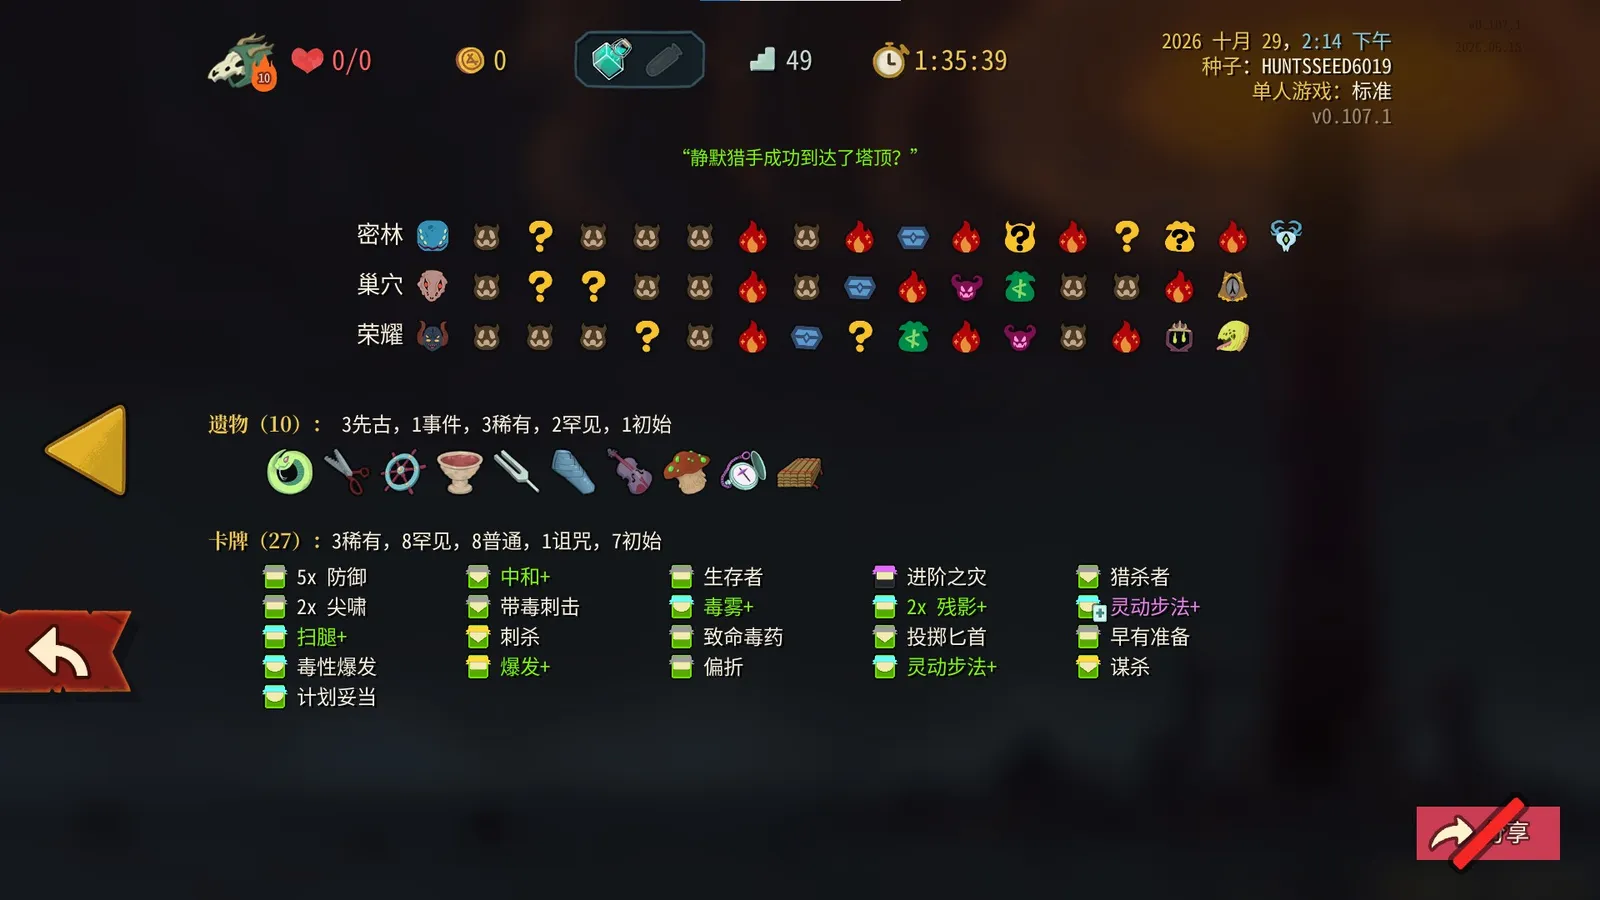 10
0/0
0
49
1:35:39
2026 十月 29, 2:14 下午
种子: HUNTSSEED6019
单人游戏: 标准
v0.107.1
v0.107.1
“静默猎手成功到达了塔顶？”
密林
巢穴
荣耀
遗物（10）： 3先古, 1事件, 3稀有, 2罕见, 1初始
卡牌（27）：3稀有, 8罕见, 8普通, 1诅咒, 7初始
5x 防御 中和+ 生存者 进阶之灾 猎杀者
2x 尖啸 带毒刺击 毒雾+ 2x 残影+ 灵动步法+
扫腿+ 刺杀 致命毒药 投掷匕首 早有准备
毒性爆发 爆发+ 偏折 灵动步法+ 谋杀
计划妥当
享